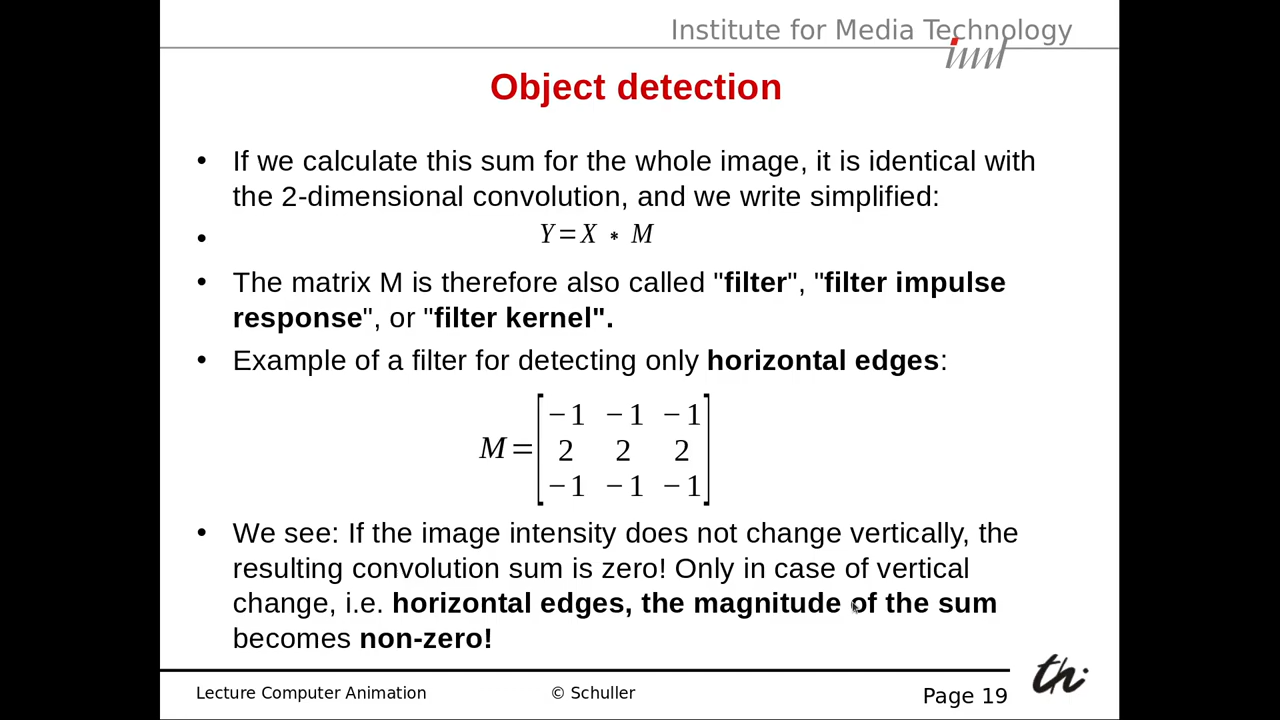 Institute for Media Technology
imt
Object detection
• If we calculate this sum for the whole image, it is identical with
the 2-dimensional convolution, and we write simplified:
• Y=X * M
• The matrix M is therefore also called "filter", "filter impulse
response", or "filter kernel".
• Example of a filter for detecting only horizontal edges:
M=[−1 −1 −1
2 2 2
−1 −1 −1]
• We see: If the image intensity does not change vertically, the
resulting convolution sum is zero! Only in case of vertical
change, i.e. horizontal edges, the magnitude of the sum
becomes non-zero!
th
Lecture Computer Animation © Schuller Page 19